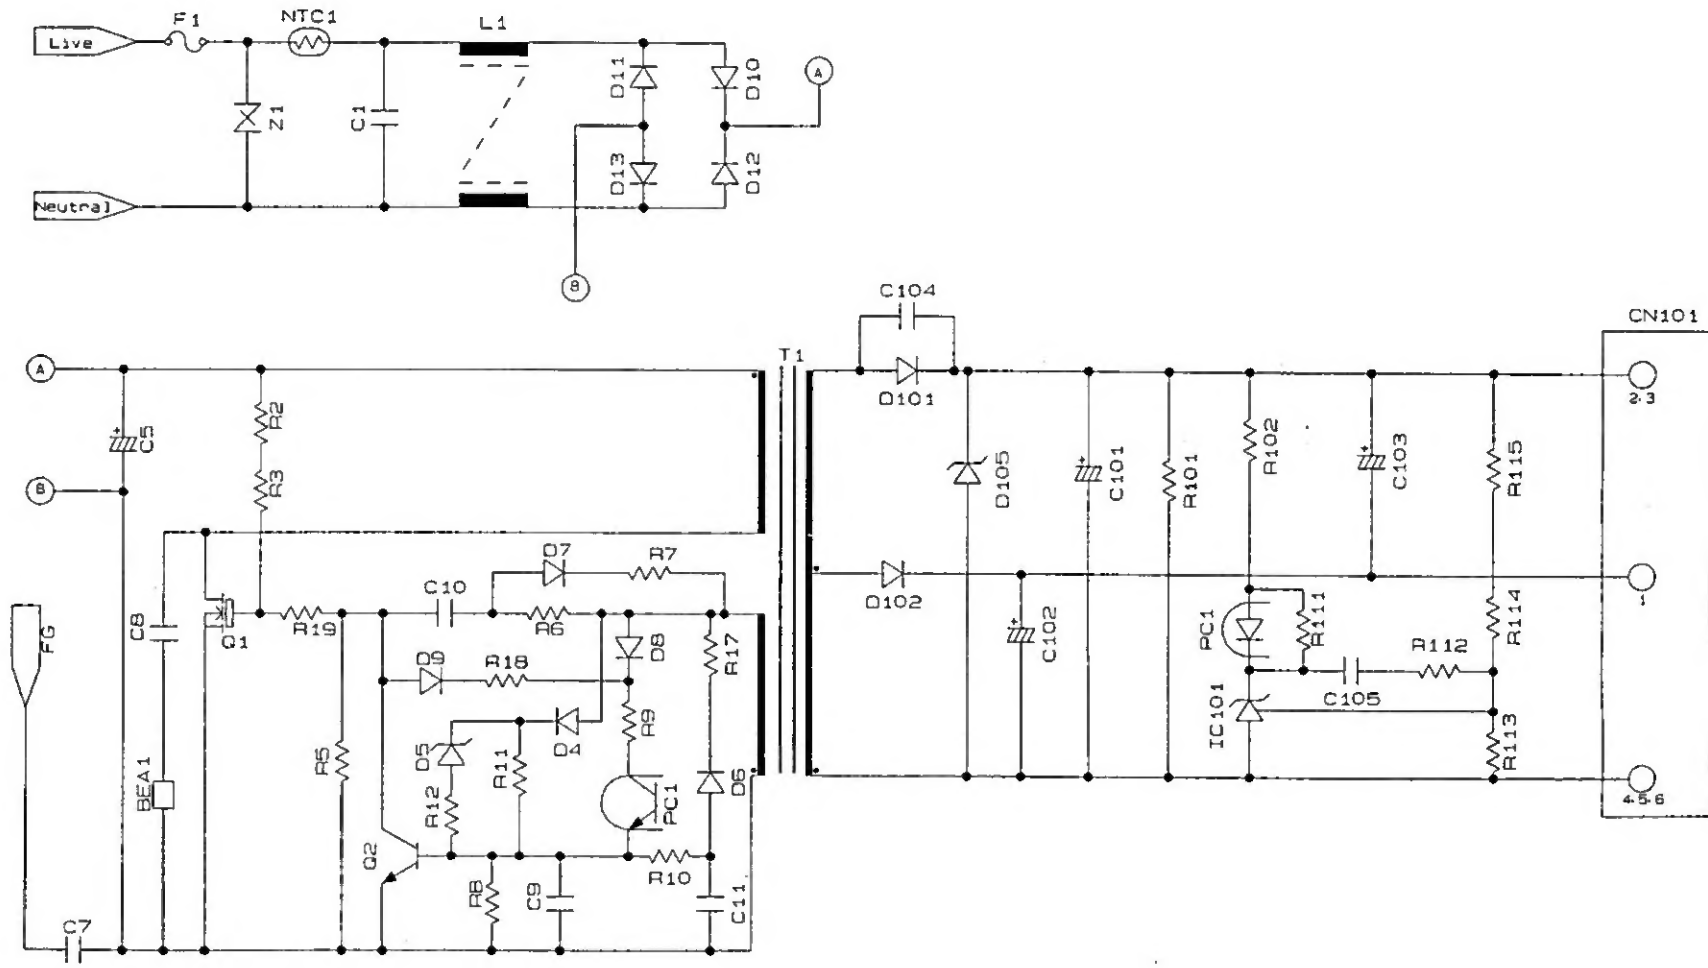 F1
NTC1
L1
Live
Z1
C1
D11
D10
A
D13
D12
Neutral
B
C104
CN101
A
T1
D101
2.3
R2
C5
R3
B
D105
C101
R101
R102
C103
R115
D7
R7
C10
D102
1
FG
C8
Q1
R19
R6
D8
R17
C102
PC1
R111
R114
R112
D9
R18
C105
IC101
R9
D4
D5
R11
R5
R113
BEA1
R12
PC1
D6
4.5.6
Q2
R10
R8
C9
C11
C7